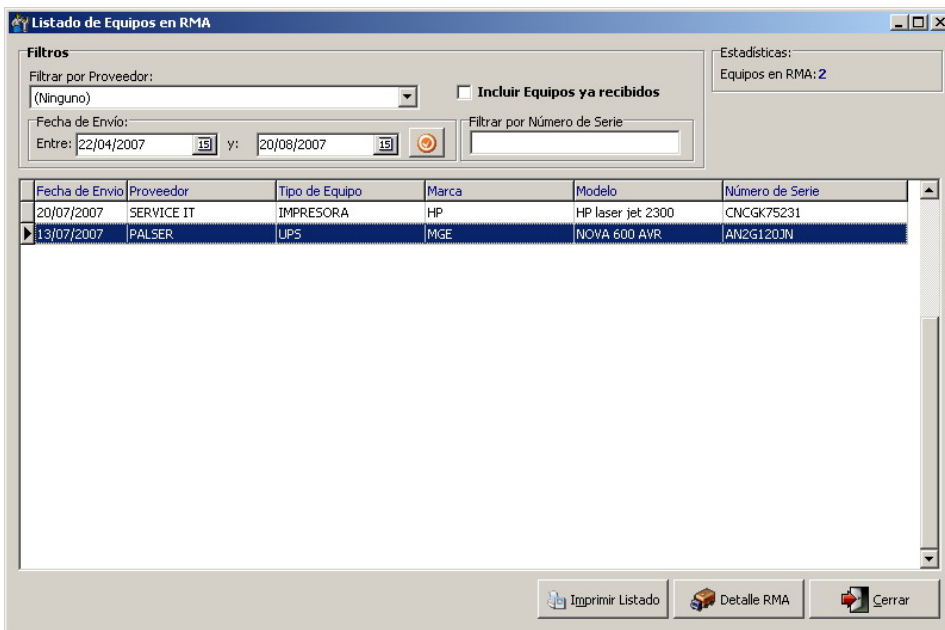 Listado de Equipos en RMA
Filtros
Filtrar por Proveedor:
(Ninguno)
Incluir Equipos ya recibidos
Fecha de Envío:
Entre: 22/04/2007 15 y: 20/08/2007 15
Filtrar por Número de Serie
Estadísticas:
Equipos en RMA: 2
Fecha de Envio Proveedor Tipo de Equipo Marca Modelo Número de Serie
20/07/2007 SERVICE IT IMPRESORA HP HP laser jet 2300 CNCGK75231
13/07/2007 PALSER UPS MGE NOVA 600 AVR AN2G120JN
Imprimir Listado Detalle RMA Cerrar